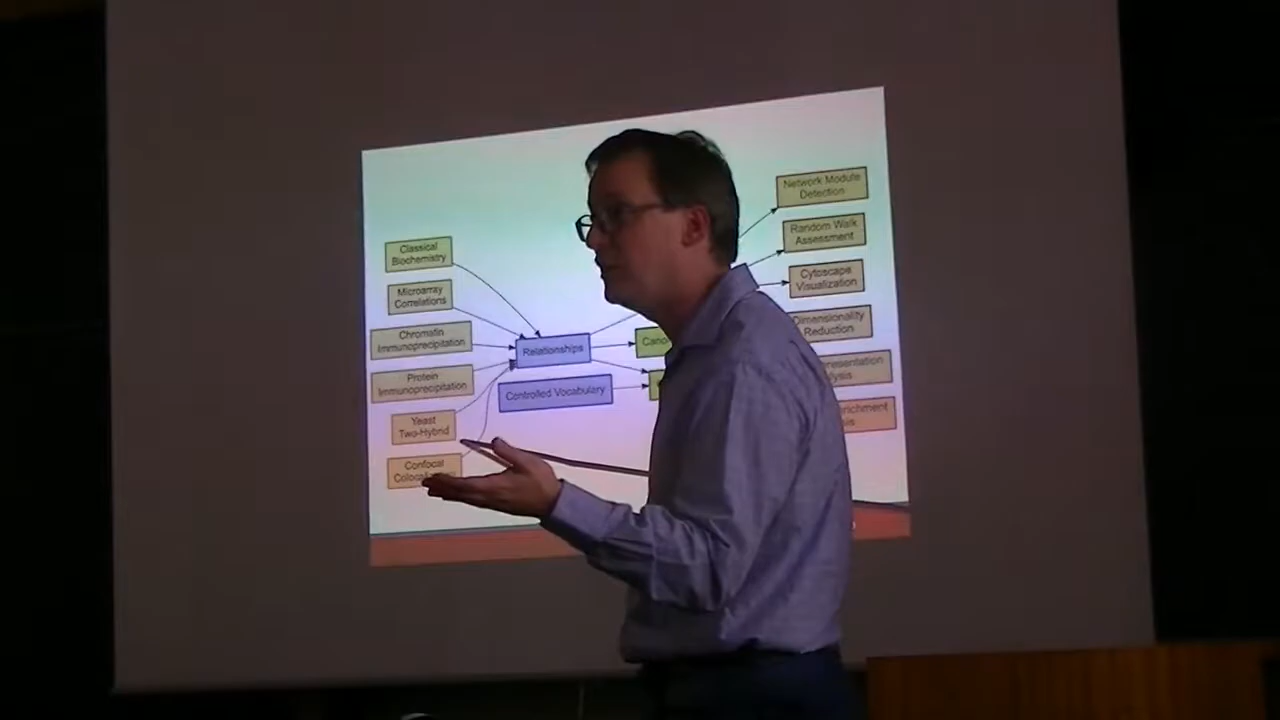 Classical
Biochemistry
Microarray
Correlations
Chromatin
Immunoprecipitation
Protein
Immunoprecipitation
Yeast
Two-Hybrid
Confocal
Relationships
Controlled Vocabulary
Network Module
Detection
Random Walk
Assessment
Cytoscape
Visualization
Dimensionality
Reduction